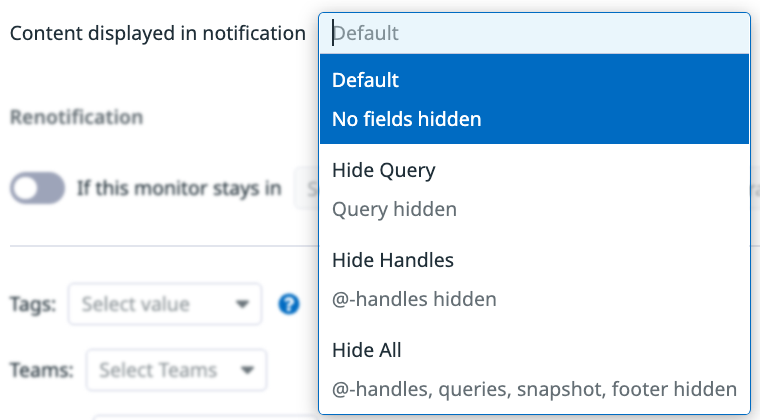 Content displayed in notification
Default
Default
No fields hidden
Renotification
Hide Query
If this monitor stays in
Query hidden
Hide Handles
@-handles hidden
Tags: Select value
?
Hide All
Teams: Select Teams
@-handles, queries, snapshot, footer hidden